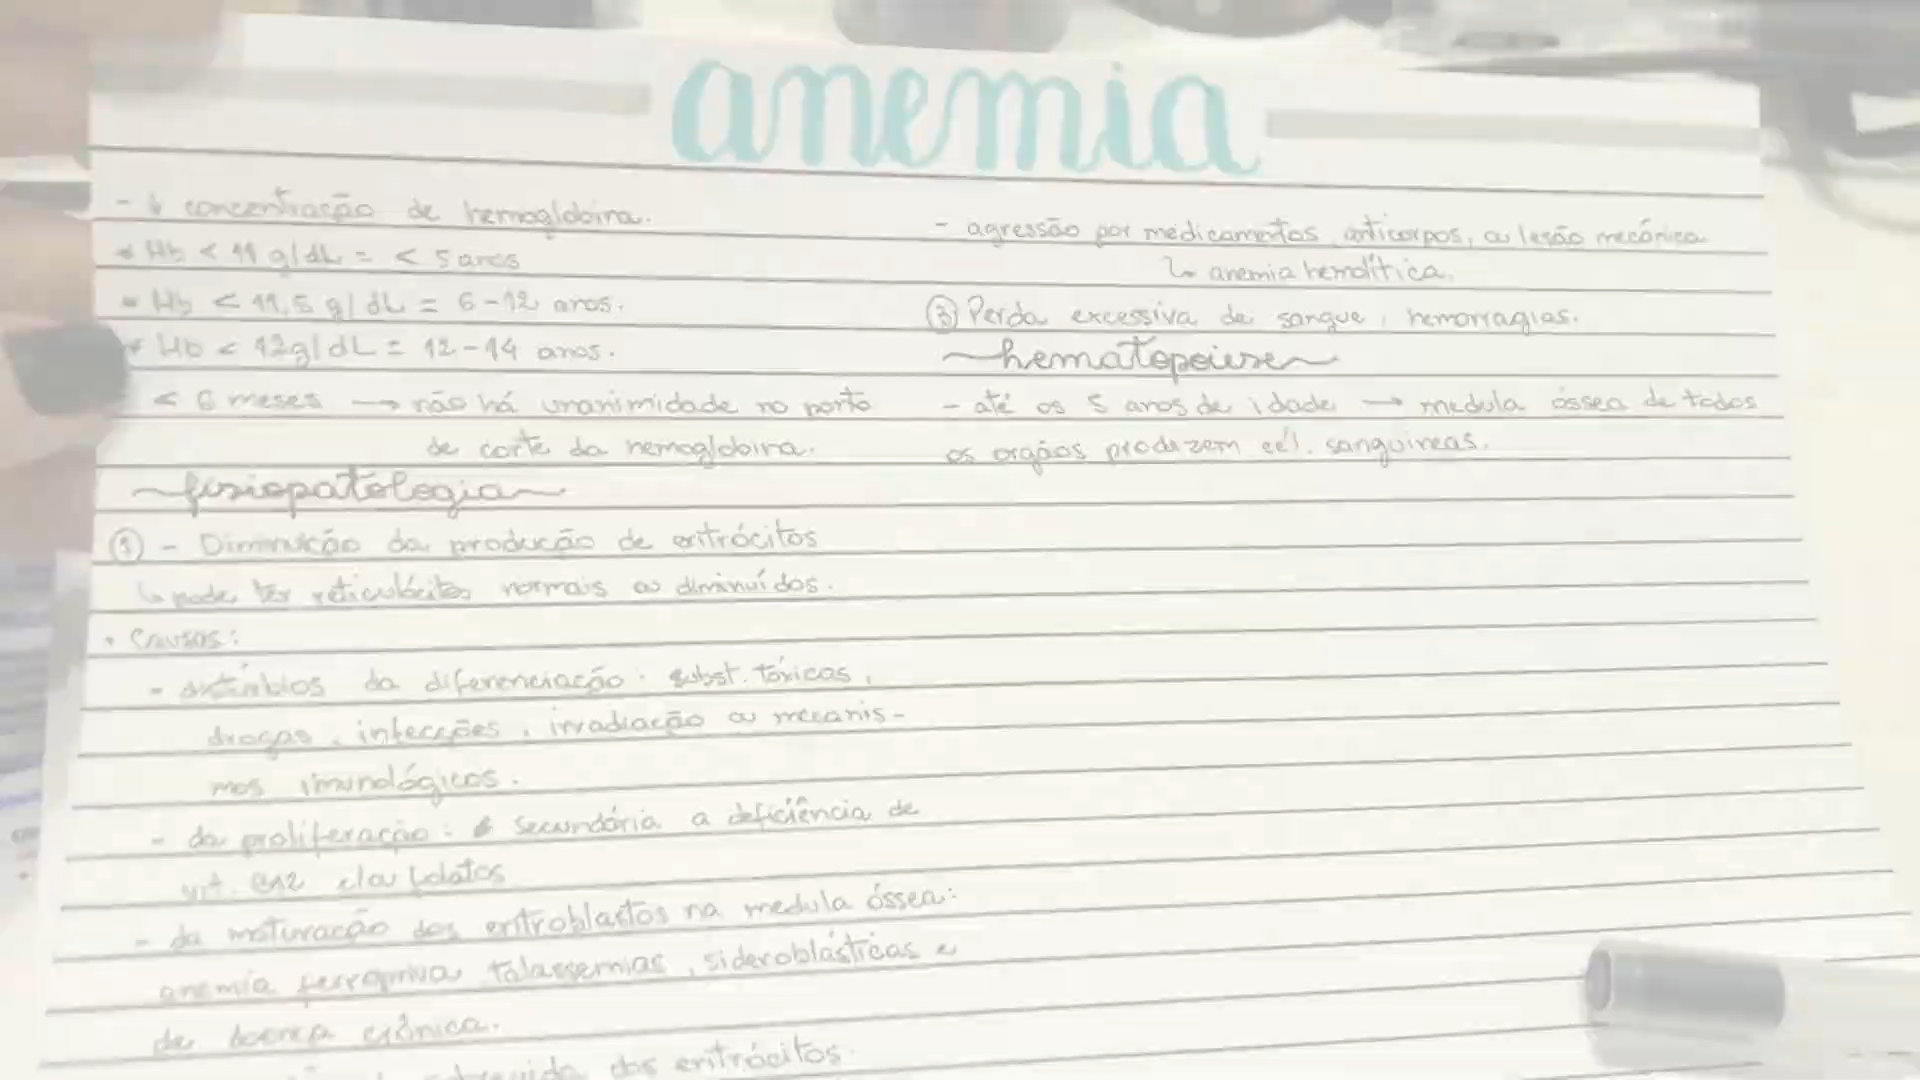 anemia
- ↓ concentração de hemoglobina.
* Hb < 11 g/dL = < 5 anos
* Hb < 11,5 g/dL = 6-12 anos.
* Hb < 12g/dL = 12-14 anos.
< 6 meses → não há unanimidade no ponto
de corte da hemoglobina.
~fisiopatologia~
① - Diminuição da produção de eritrócitos
↳ pode ter reticulócitos normais ou diminuídos.
• Causas:
- distúrbios da diferenciação: subst. tóxicas,
drogas, infecções, irradiação ou mecanis-
mos imunológicos.
- da proliferação: secundária a deficiência de
vit. B12 e/ou folatos
- da maturação dos eritroblastos na medula óssea:
anemia ferropriva, talassemias, sideroblásticas e
de doença crônica.
dos eritrócitos.
- agressão por medicamentos, anticorpos, ou lesão mecânica
↳ anemia hemolítica.
③ Perda excessiva de sangue, hemorragias.
~hematopoiese~
- até os 5 anos de idade → medula óssea de todos
os orgãos produzem cél. sanguíneas.